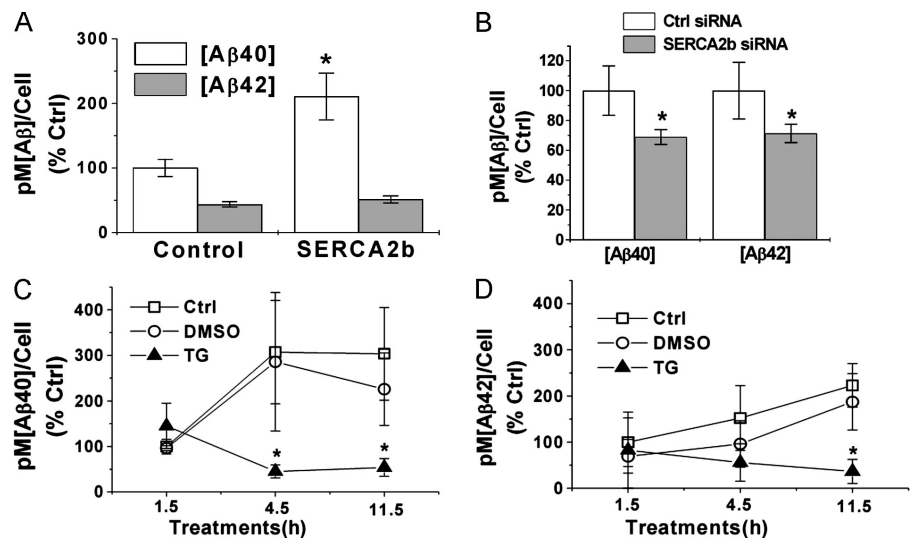 A
300
200
100
0
pM[Aβ]/Cell
(% Ctrl)
[Aβ40]
[Aβ42]
*
Control
SERCA2b
B
Ctrl siRNA
SERCA2b siRNA
120
100
80
60
40
20
0
pM[Aβ]/Cell
(% Ctrl)
*
*
[Aβ40]
[Aβ42]
C
400
300
200
100
0
pM[Aβ40]/Cell
(% Ctrl)
Ctrl
DMSO
TG
*
*
1.5
4.5
11.5
Treatments(h)
D
400
300
200
100
0
pM[Aβ42]/Cell
(% Ctrl)
Ctrl
DMSO
TG
*
1.5
4.5
11.5
Treatments(h)